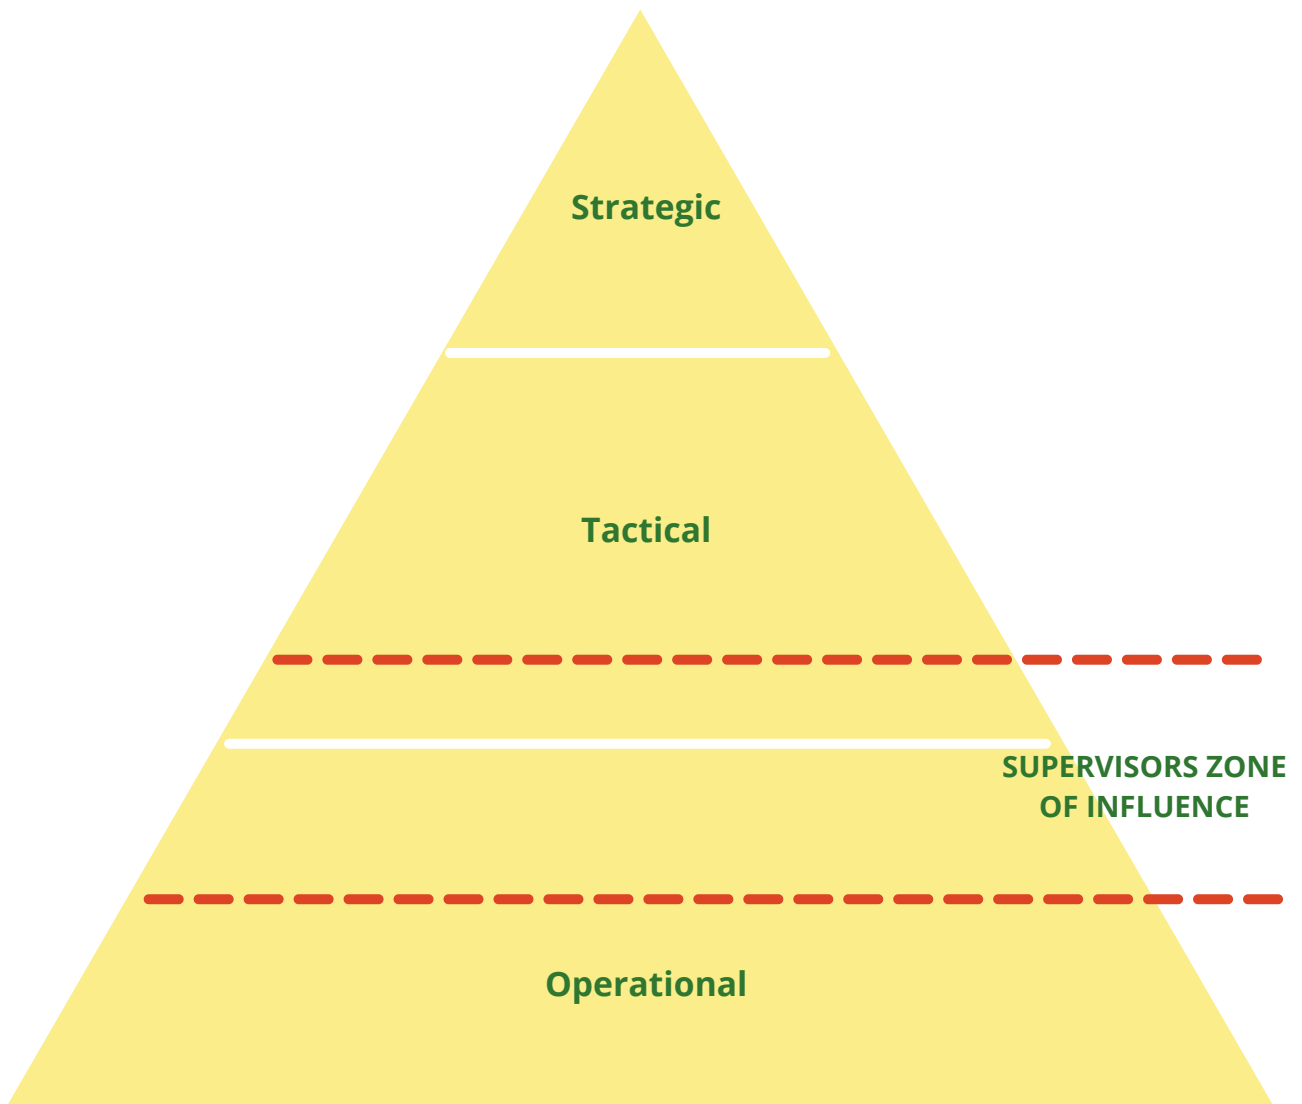 Strategic
Tactical
SUPERVISORS ZONE
OF INFLUENCE
Operational